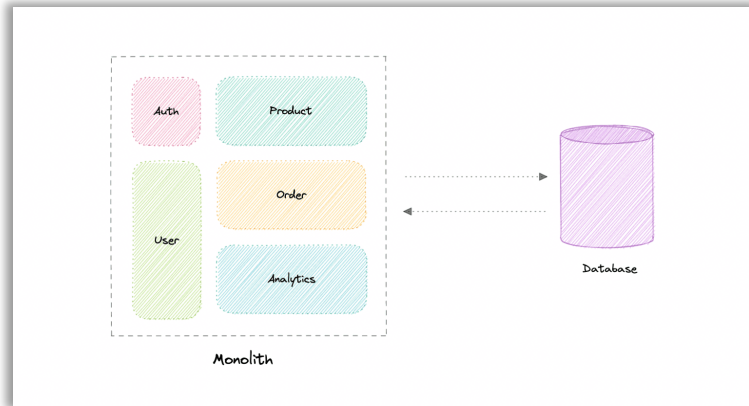 Auth
Product
User
Order
Analytics
Monolith
Database